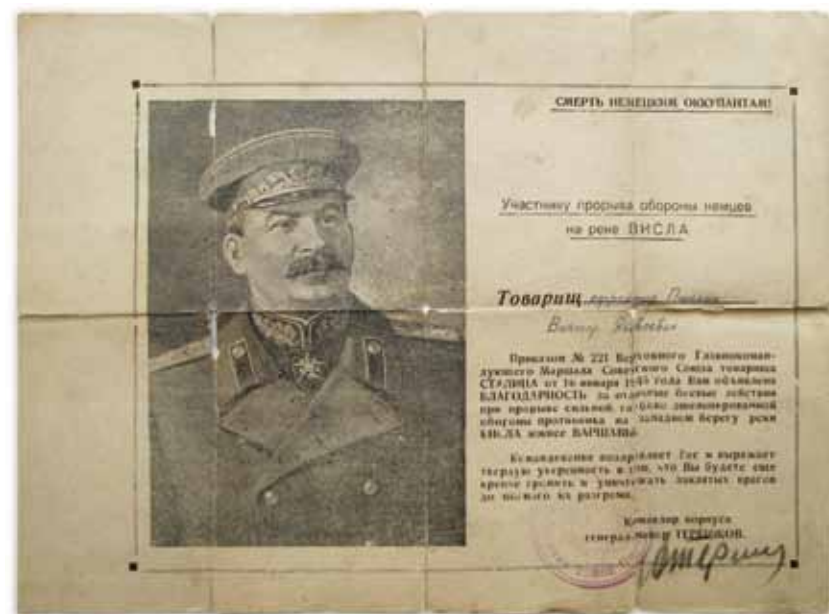 СМЕРТЬ НЕМЕЦКИМ ОККУПАНТАМ!
Участнику прорыва обороны немцев
на реке ВИСЛА
Товарищ
Приказом № 221 Верховного Главнокоман-
дующего Маршала Советского Союза товарища
СТАЛИНА от 16 января 1945 года Вам объявлена
БЛАГОДАРНОСТЬ за отличные боевые действия
при прорыве сильной, глубоко эшелонированной
обороны противника на западном берегу реки
ВИСЛА южнее ВАРШАВЫ.
Командование поздравляет Вас и выражает
твердую уверенность в том, что Вы будете еще
крепче громить и уничтожать заклятых врагов
до полного их разгрома.
Командир корпуса
генерал-майор ТЕРЕНЬКОВ.